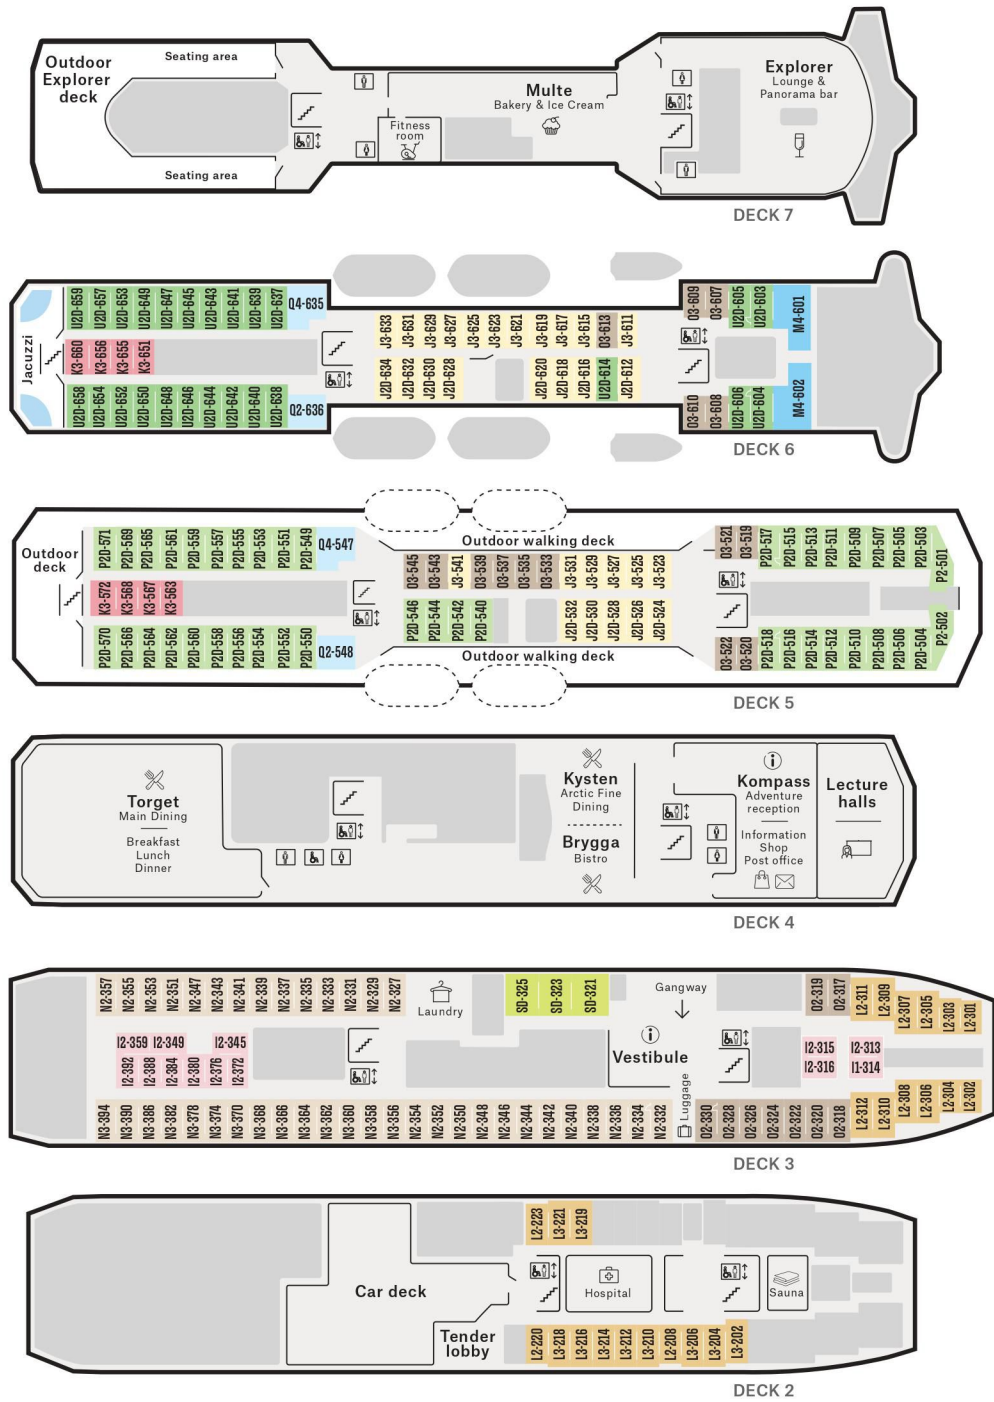 Outdoor
Explorer
deck
Seating area
Seating area
Fitness
room
Multe
Bakery & Ice Cream
Explorer
Lounge &
Panorama bar
DECK 7
Jacuzzi
U2D-659
U2D-657
U2D-653
U2D-649
U2D-647
U2D-645
U2D-643
U2D-641
U2D-639
U2D-637
Q4-635
K3-660
K3-656
K3-655
K3-651
U2D-658
U2D-654
U2D-652
U2D-650
U2D-648
U2D-646
U2D-644
U2D-642
U2D-640
U2D-638
Q2-636
J3-633
J3-631
J3-629
J3-627
J3-625
J3-623
J3-621
J3-619
J3-617
J3-615
O3-613
J3-611
J2D-634
J2D-632
J2D-630
J2D-628
J2D-620
J2D-618
J2D-616
U2D-614
J2D-612
O3-609
O3-607
U2D-605
U2D-603
M4-601
O3-610
O3-608
U2D-606
U2D-604
M4-602
DECK 6
Outdoor
deck
P2D-571
P2D-569
P2D-565
P2D-561
P2D-559
P2D-557
P2D-555
P2D-553
P2D-551
P2D-549
Q4-547
K3-572
K3-568
K3-567
K3-563
P2D-570
P2D-566
P2D-564
P2D-562
P2D-560
P2D-558
P2D-556
P2D-554
P2D-552
P2D-550
Q2-548
Outdoor walking deck
O3-545
O3-543
J3-541
O3-539
O3-537
O3-535
O3-533
J3-531
J3-529
J3-527
J3-525
J3-523
P2D-546
P2D-544
P2D-542
P2D-540
J2D-532
J2D-530
J2D-528
J2D-526
J2D-524
Outdoor walking deck
O3-521
O3-519
P2D-517
P2D-515
P2D-513
P2D-511
P2D-509
P2D-507
P2D-505
P2D-503
P2-501
O3-522
O3-520
P2D-518
P2D-516
P2D-514
P2D-512
P2D-510
P2D-508
P2D-506
P2D-504
P2-502
DECK 5
Torget
Main Dining
Breakfast
Lunch
Dinner
Kysten
Arctic Fine
Dining
Brygga
Bistro
Kompass
Adventure
reception
Information
Shop
Post office
Lecture
halls
DECK 4
N2-357
N2-355
N2-353
N2-351
N2-347
N2-343
N2-341
N2-339
N2-337
N2-335
N2-333
N2-331
N2-329
N2-327
Laundry
SD-325
SD-323
SD-321
Gangway
O2-319
O2-317
L2-311
L2-309
L2-307
L2-305
L2-303
L2-301
I2-359
I2-349
I2-345
I2-392
I2-388
I2-384
I2-380
I2-376
I2-372
Vestibule
I2-315
I2-316
I2-313
I1-314
Luggage
N3-394
N3-390
N3-386
N3-382
N3-378
N3-374
N3-370
N3-368
N3-366
N3-364
N3-362
N3-360
N3-358
N3-356
N2-354
N2-352
N2-350
N2-348
N2-346
N2-344
N2-342
N2-340
N2-338
N2-336
N2-334
N2-332
O2-330
O2-328
O2-326
O2-324
O2-322
O2-320
O2-318
L2-312
L2-310
L2-308
L2-306
L2-304
L2-302
DECK 3
L2-223
L3-221
L3-219
Car deck
Hospital
Sauna
Tender
lobby
L2-220
L3-218
L3-216
L3-214
L3-212
L3-210
L2-208
L3-206
L3-204
L3-202
DECK 2